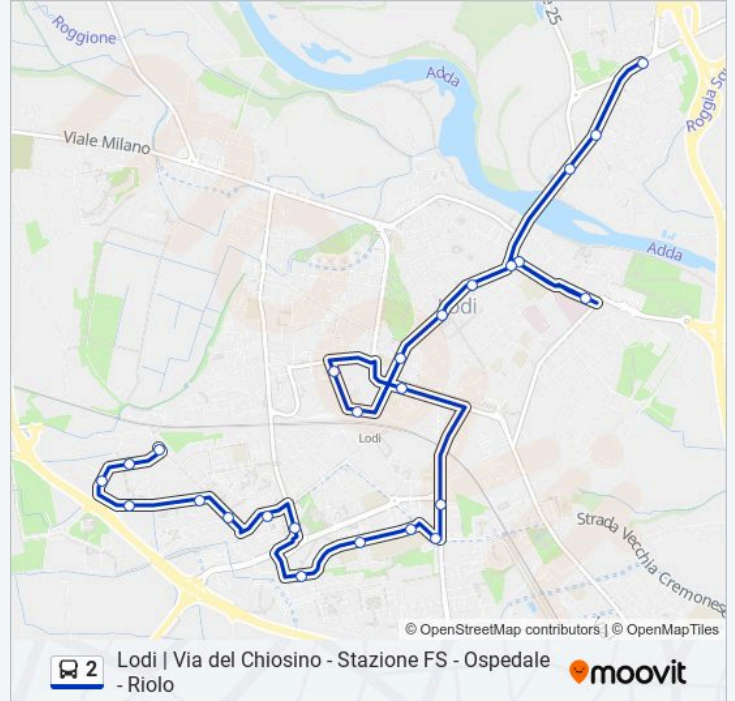 Roggione
e 25
Adda
Roggia Sq
Viale Milano
Adda
Lodi
Lodi
Strada Vecchia Cremonese
© OpenStreetMap contributors | © OpenMapTiles
2
Lodi | Via del Chiosino - Stazione FS - Ospedale
- Riolo
moovit